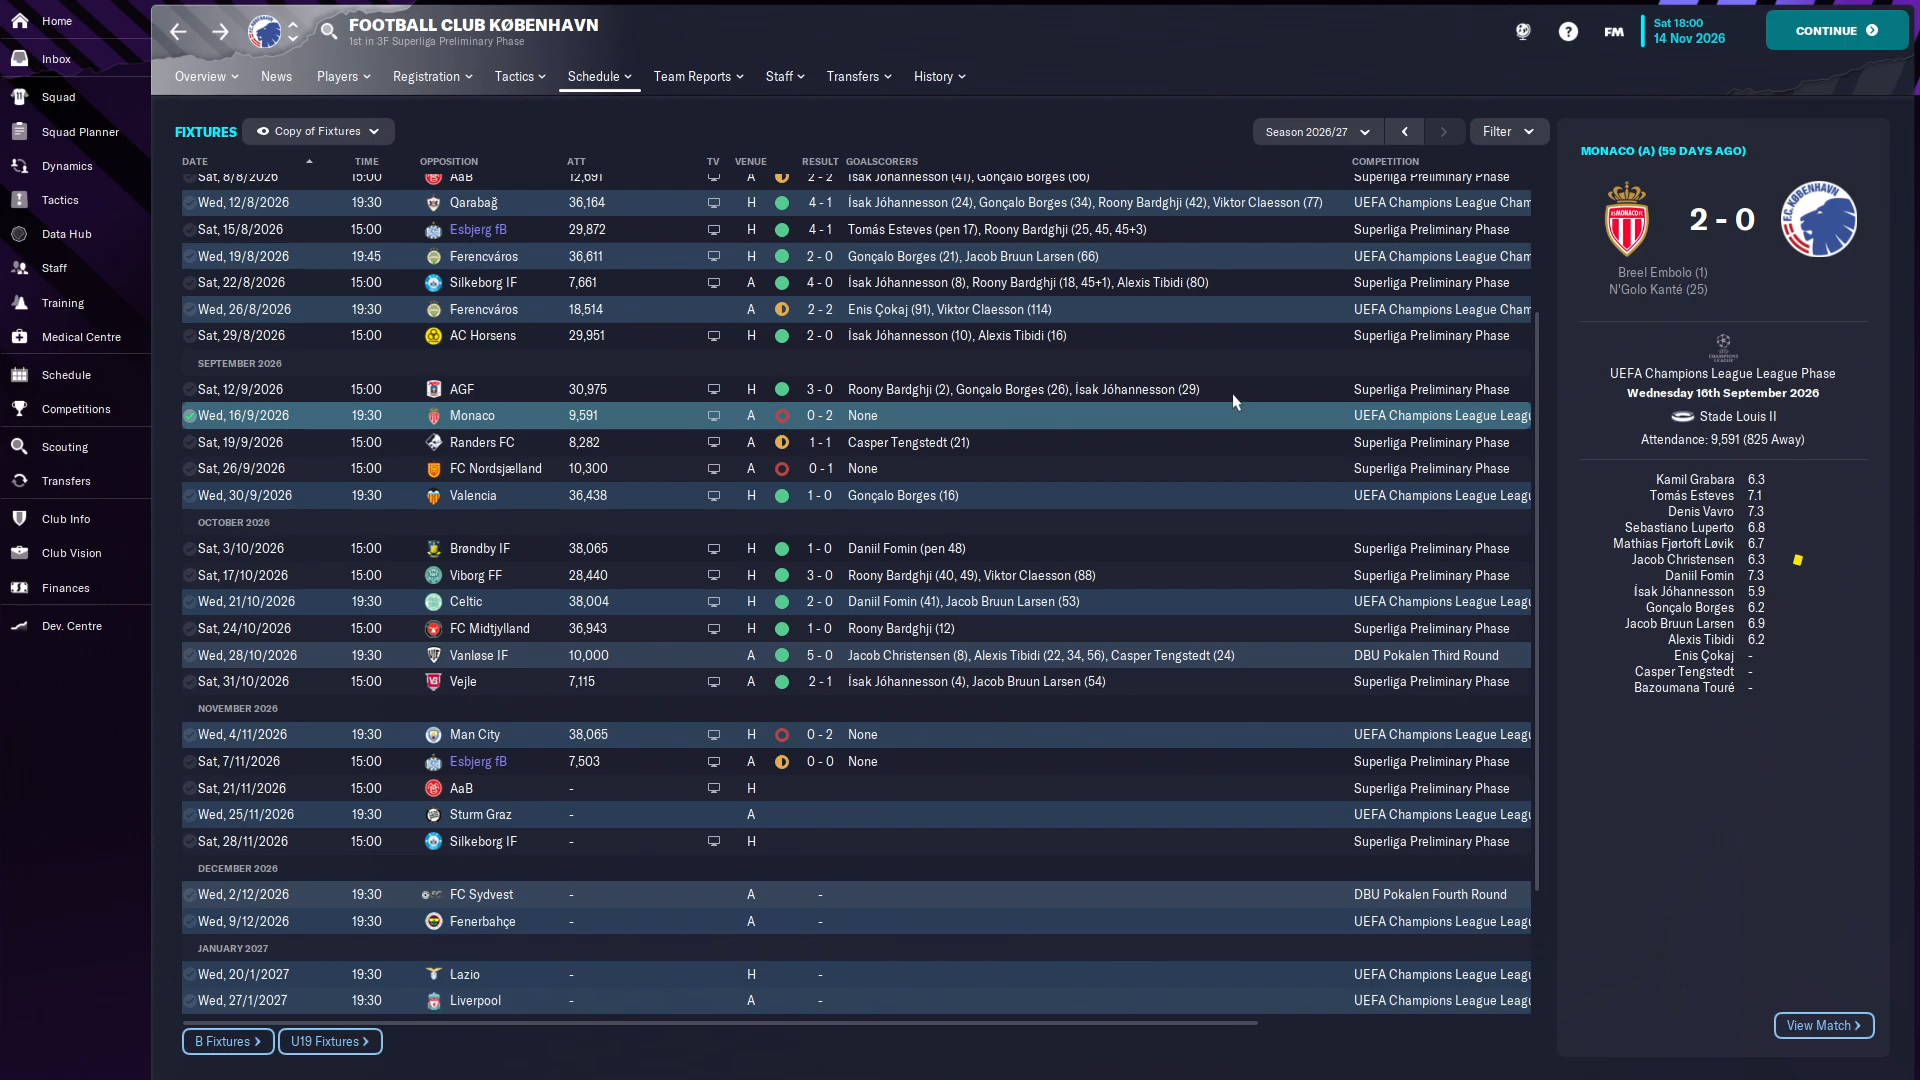 Home
Inbox
Squad
Squad Planner
Dynamics
Tactics
Data Hub
Staff
Training
Medical Centre
Schedule
Competitions
Scouting
Transfers
Club Info
Club Vision
Finances
Dev. Centre
FOOTBALL CLUB KØBENHAVN
1st in 3F Superliga Preliminary Phase
FM
Sat 18:00
14 Nov 2026
CONTINUE
Overview News Players Registration Tactics Schedule Team Reports Staff Transfers History
FIXTURES Copy of Fixtures Season 2026/27 Filter
DATE TIME OPPOSITION ATT TV VENUE RESULT GOALSCORERS COMPETITION
Sat, 8/8/2026 15:00 AaB 12,691 A 2 - 2 Ísak Jóhannesson (41), Gonçalo Borges (66) Superliga Preliminary Phase
Wed, 12/8/2026 19:30 Qarabağ 36,164 H 4 - 1 Ísak Jóhannesson (24), Gonçalo Borges (34), Roony Bardghji (42), Viktor Claesson (77) UEFA Champions League Cham
Sat, 15/8/2026 15:00 Esbjerg fB 29,872 H 4 - 1 Tomás Esteves (pen 17), Roony Bardghji (25, 45, 45+3) Superliga Preliminary Phase
Wed, 19/8/2026 19:45 Ferencváros 36,611 H 2 - 0 Gonçalo Borges (21), Jacob Bruun Larsen (66) UEFA Champions League Cham
Sat, 22/8/2026 15:00 Silkeborg IF 7,661 A 4 - 0 Ísak Jóhannesson (8), Roony Bardghji (18, 45+1), Alexis Tibidi (80) Superliga Preliminary Phase
Wed, 26/8/2026 19:30 Ferencváros 18,514 A 2 - 2 Enis Çokaj (91), Viktor Claesson (114) UEFA Champions League Cham
Sat, 29/8/2026 15:00 AC Horsens 29,951 H 2 - 0 Ísak Jóhannesson (10), Alexis Tibidi (16) Superliga Preliminary Phase
SEPTEMBER 2026
Sat, 12/9/2026 15:00 AGF 30,975 H 3 - 0 Roony Bardghji (2), Gonçalo Borges (26), Ísak Jóhannesson (29) Superliga Preliminary Phase
Wed, 16/9/2026 19:30 Monaco 9,591 A 0 - 2 None UEFA Champions League Leagu
Sat, 19/9/2026 15:00 Randers FC 8,282 A 1 - 1 Casper Tengstedt (21) Superliga Preliminary Phase
Sat, 26/9/2026 15:00 FC Nordsjælland 10,300 A 0 - 1 None Superliga Preliminary Phase
Wed, 30/9/2026 19:30 Valencia 36,438 H 1 - 0 Gonçalo Borges (16) UEFA Champions League Leagu
OCTOBER 2026
Sat, 3/10/2026 15:00 Brøndby IF 38,065 H 1 - 0 Daniil Fomin (pen 48) Superliga Preliminary Phase
Sat, 17/10/2026 15:00 Viborg FF 28,440 H 3 - 0 Roony Bardghji (40, 49), Viktor Claesson (88) Superliga Preliminary Phase
Wed, 21/10/2026 19:30 Celtic 38,004 H 2 - 0 Daniil Fomin (41), Jacob Bruun Larsen (53) UEFA Champions League Leagu
Sat, 24/10/2026 15:00 FC Midtjylland 36,943 H 1 - 0 Roony Bardghji (12) Superliga Preliminary Phase
Wed, 28/10/2026 19:30 Vanløse IF 10,000 A 5 - 0 Jacob Christensen (8), Alexis Tibidi (22, 34, 56), Casper Tengstedt (24) DBU Pokalen Third Round
Sat, 31/10/2026 15:00 Vejle 7,115 A 2 - 1 Ísak Jóhannesson (4), Jacob Bruun Larsen (54) Superliga Preliminary Phase
NOVEMBER 2026
Wed, 4/11/2026 19:30 Man City 38,065 H 0 - 2 None UEFA Champions League Leagu
Sat, 7/11/2026 15:00 Esbjerg fB 7,503 A 0 - 0 None Superliga Preliminary Phase
Sat, 21/11/2026 15:00 AaB - H Superliga Preliminary Phase
Wed, 25/11/2026 19:30 Sturm Graz - A UEFA Champions League Leagu
Sat, 28/11/2026 15:00 Silkeborg IF - H Superliga Preliminary Phase
DECEMBER 2026
Wed, 2/12/2026 19:30 FC Sydvest - A - DBU Pokalen Fourth Round
Wed, 9/12/2026 19:30 Fenerbahçe - A - UEFA Champions League Leagu
JANUARY 2027
Wed, 20/1/2027 19:30 Lazio - H - UEFA Champions League Leagu
Wed, 27/1/2027 19:30 Liverpool - A - UEFA Champions League Leagu
B Fixtures U19 Fixtures
MONACO (A) (59 DAYS AGO)
2 - 0
Breel Embolo (1)
N'Golo Kanté (25)
UEFA Champions League League Phase
Wednesday 16th September 2026
Stade Louis II
Attendance: 9,591 (825 Away)
Kamil Grabara 6.3
Tomás Esteves 7.1
Denis Vavro 7.3
Sebastiano Luperto 6.8
Mathias Fjørtoft Løvik 6.7
Jacob Christensen 6.3
Daniil Fomin 7.3
Ísak Jóhannesson 5.9
Gonçalo Borges 6.2
Jacob Bruun Larsen 6.9
Alexis Tibidi 6.2
Enis Çokaj -
Casper Tengstedt -
Bazoumana Touré -
View Match